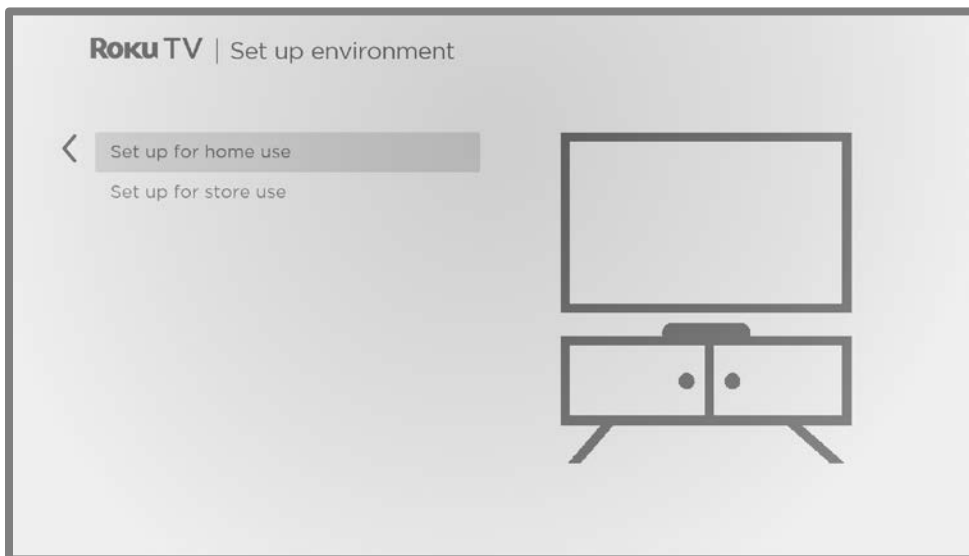 Roku TV | Set up environment
Set up for home use
Set up for store use